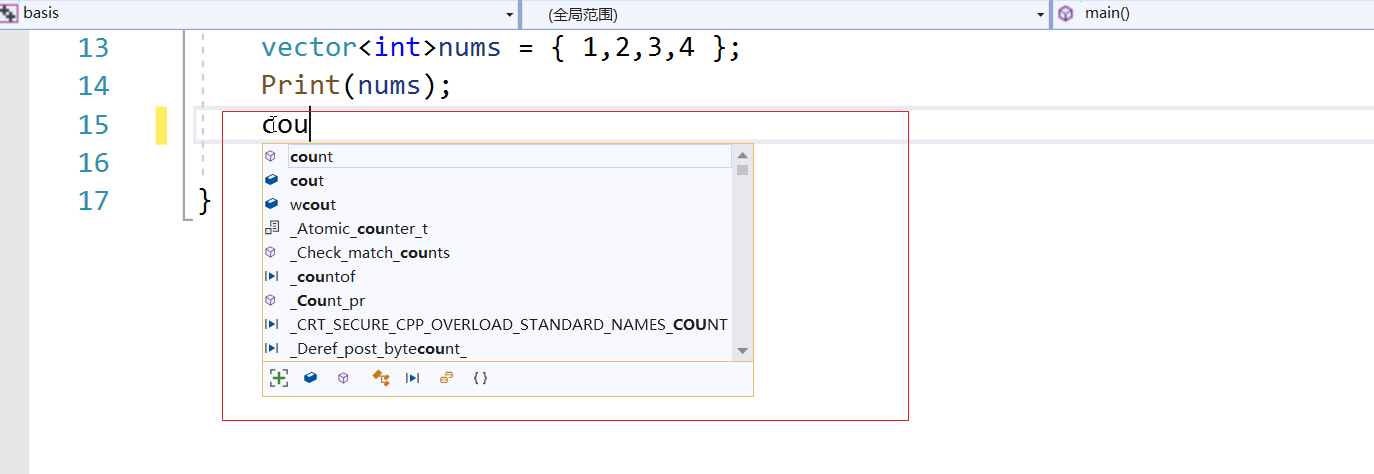 basis (全局范围) main()
13 vector<int>nums = { 1,2,3,4 };
14 Print(nums);
15 cou
count
16
cout
wcout
17 }
_Atomic_counter_t
_Check_match_counts
_countof
_Count_pr
_CRT_SECURE_CPP_OVERLOAD_STANDARD_NAMES_COUNT
_Deref_post_bytecount_
{ }